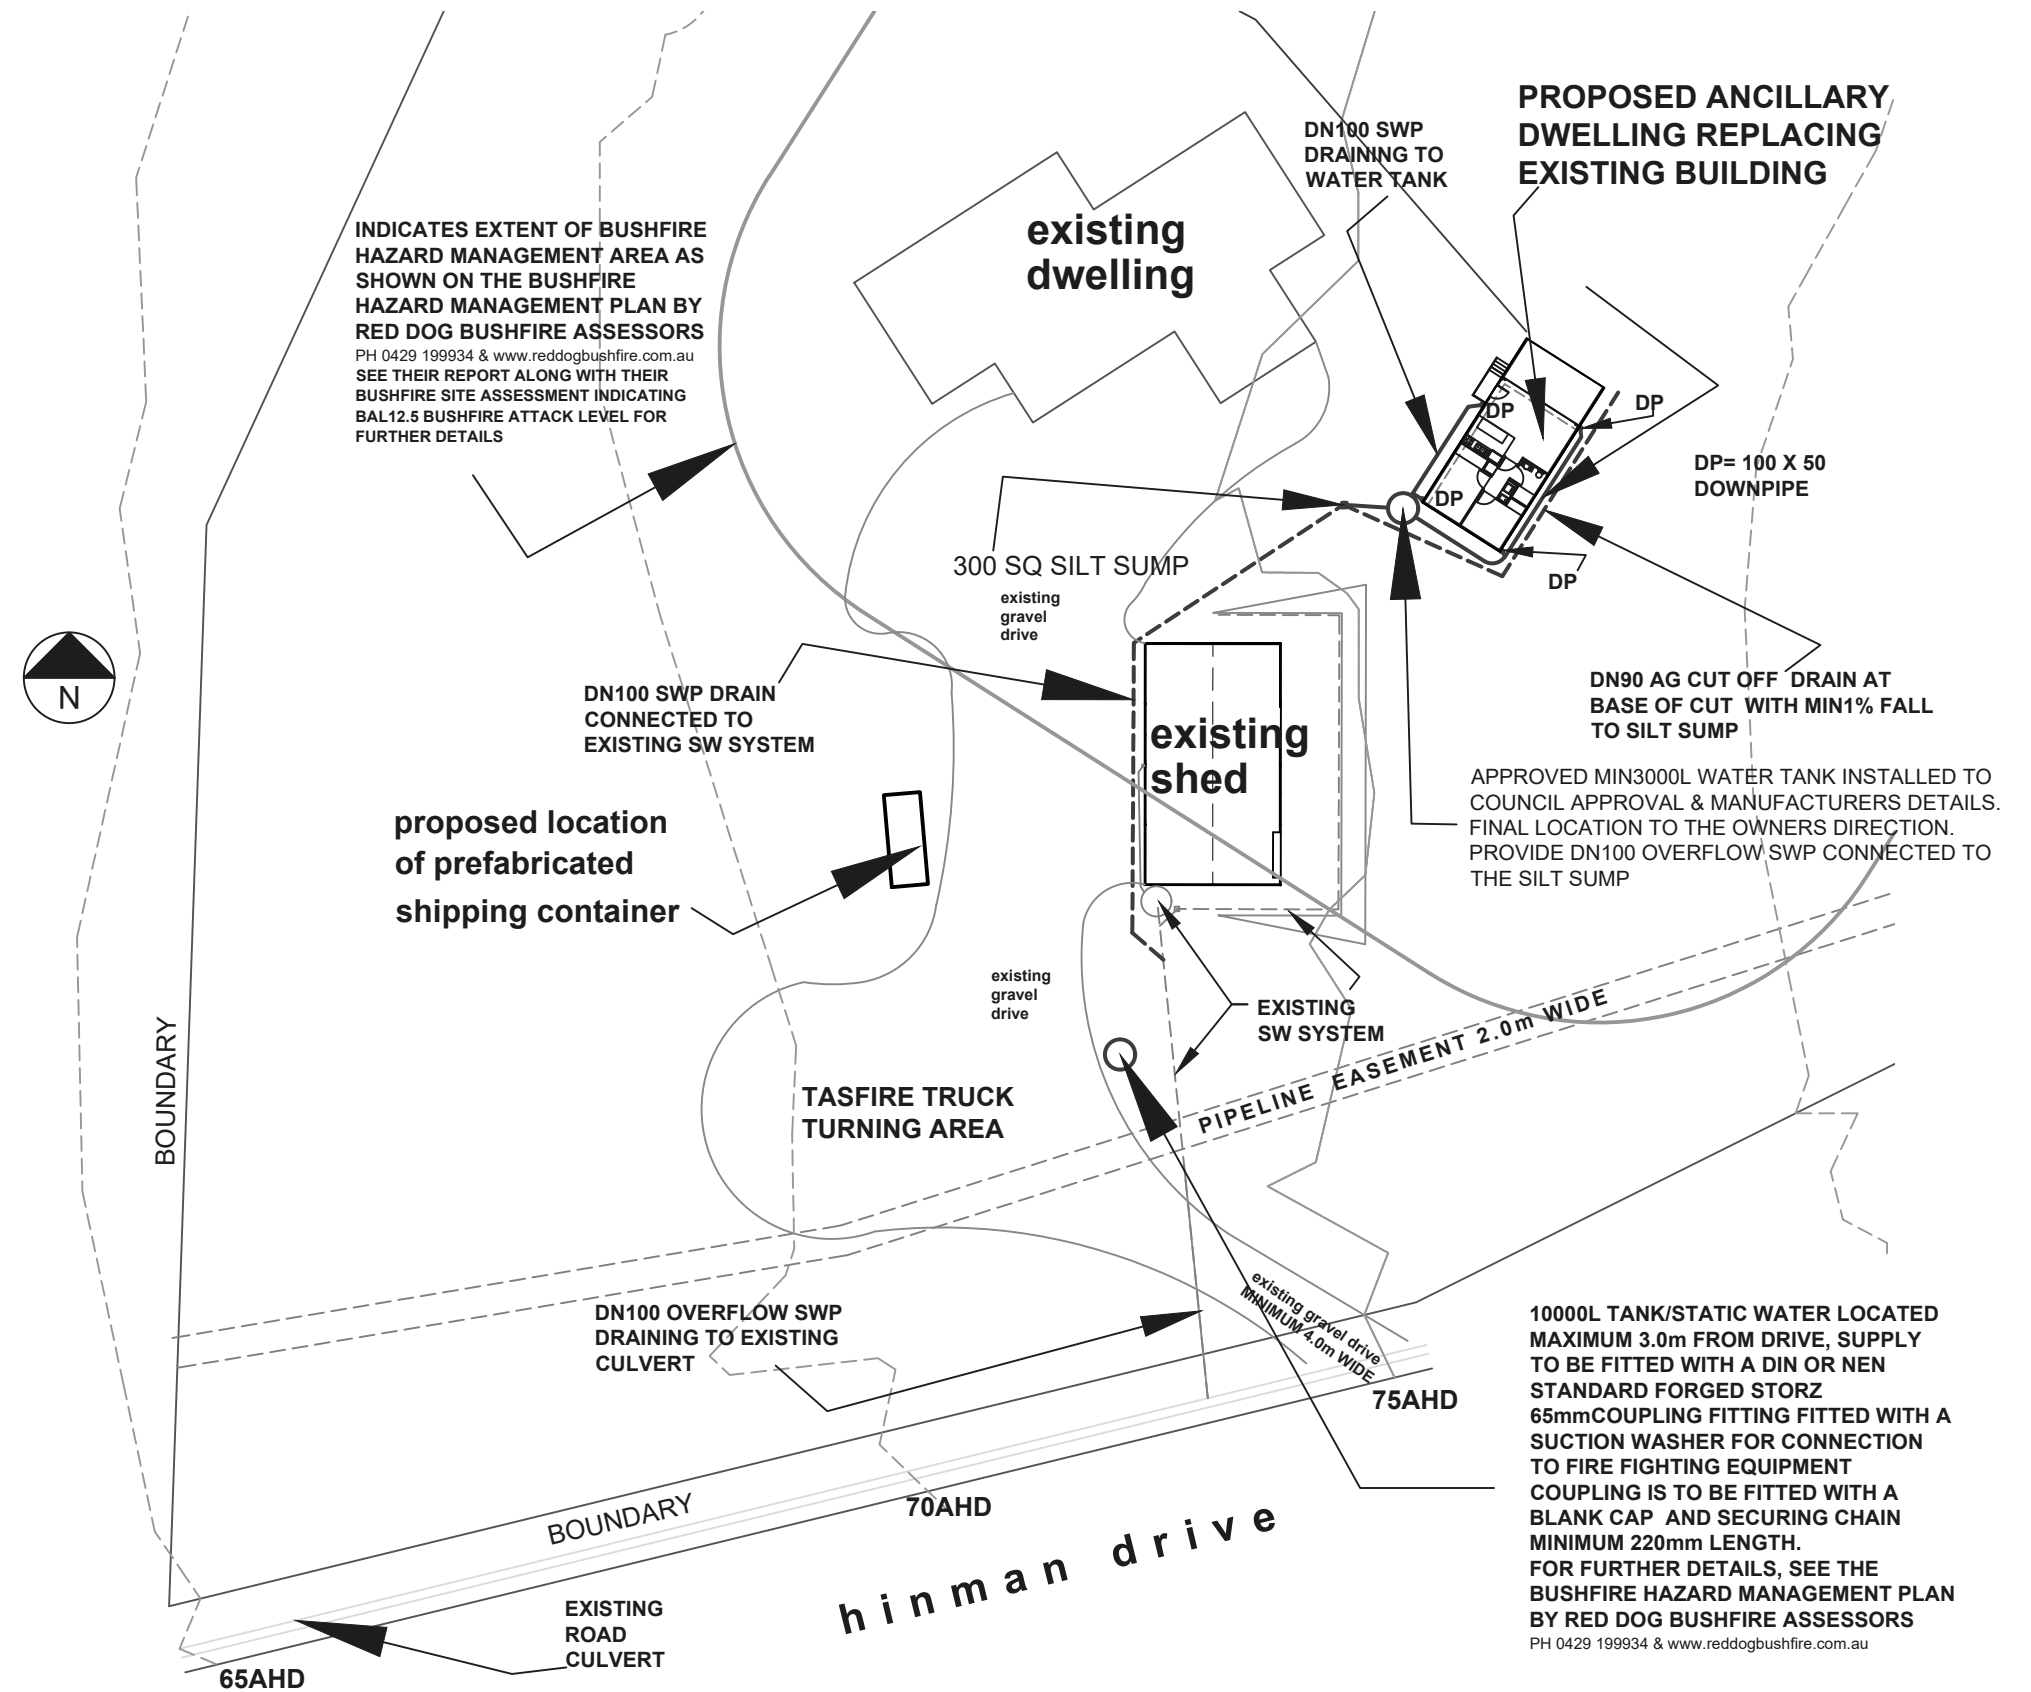 PROPOSED ANCILLARY
DWELLING REPLACING
EXISTING BUILDING
DN100 SWP
DRAINING TO
WATER TANK
existing
dwelling
INDICATES EXTENT OF BUSHFIRE
HAZARD MANAGEMENT AREA AS
SHOWN ON THE BUSHFIRE
HAZARD MANAGEMENT PLAN BY
RED DOG BUSHFIRE ASSESSORS
PH 0429 199934 & www.reddogbushfire.com.au
SEE THEIR REPORT ALONG WITH THEIR
BUSHFIRE SITE ASSESSMENT INDICATING
BAL12.5 BUSHFIRE ATTACK LEVEL FOR
FURTHER DETAILS
DP
DP
DP
DP
DP= 100 X 50
DOWNPIPE
300 SQ SILT SUMP
existing
gravel
drive
N
DN100 SWP DRAIN
CONNECTED TO
EXISTING SW SYSTEM
existing
shed
DN90 AG CUT OFF DRAIN AT
BASE OF CUT WITH MIN1% FALL
TO SILT SUMP
APPROVED MIN3000L WATER TANK INSTALLED TO
COUNCIL APPROVAL & MANUFACTURERS DETAILS.
FINAL LOCATION TO THE OWNERS DIRECTION.
PROVIDE DN100 OVERFLOW SWP CONNECTED TO
THE SILT SUMP
proposed location
of prefabricated
shipping container
existing
gravel
drive
EXISTING
SW SYSTEM
PIPELINE EASEMENT 2.0m WIDE
BOUNDARY
TASFIRE TRUCK
TURNING AREA
existing gravel drive
MINIMUM 4.0m WIDE
DN100 OVERFLOW SWP
DRAINING TO EXISTING
CULVERT
10000L TANK/STATIC WATER LOCATED
MAXIMUM 3.0m FROM DRIVE, SUPPLY
TO BE FITTED WITH A DIN OR NEN
STANDARD FORGED STORZ
65mmCOUPLING FITTING FITTED WITH A
SUCTION WASHER FOR CONNECTION
TO FIRE FIGHTING EQUIPMENT
COUPLING IS TO BE FITTED WITH A
BLANK CAP AND SECURING CHAIN
MINIMUM 220mm LENGTH.
FOR FURTHER DETAILS, SEE THE
BUSHFIRE HAZARD MANAGEMENT PLAN
BY RED DOG BUSHFIRE ASSESSORS
PH 0429 199934 & www.reddogbushfire.com.au
75AHD
70AHD
BOUNDARY
hinman drive
EXISTING
ROAD
CULVERT
65AHD